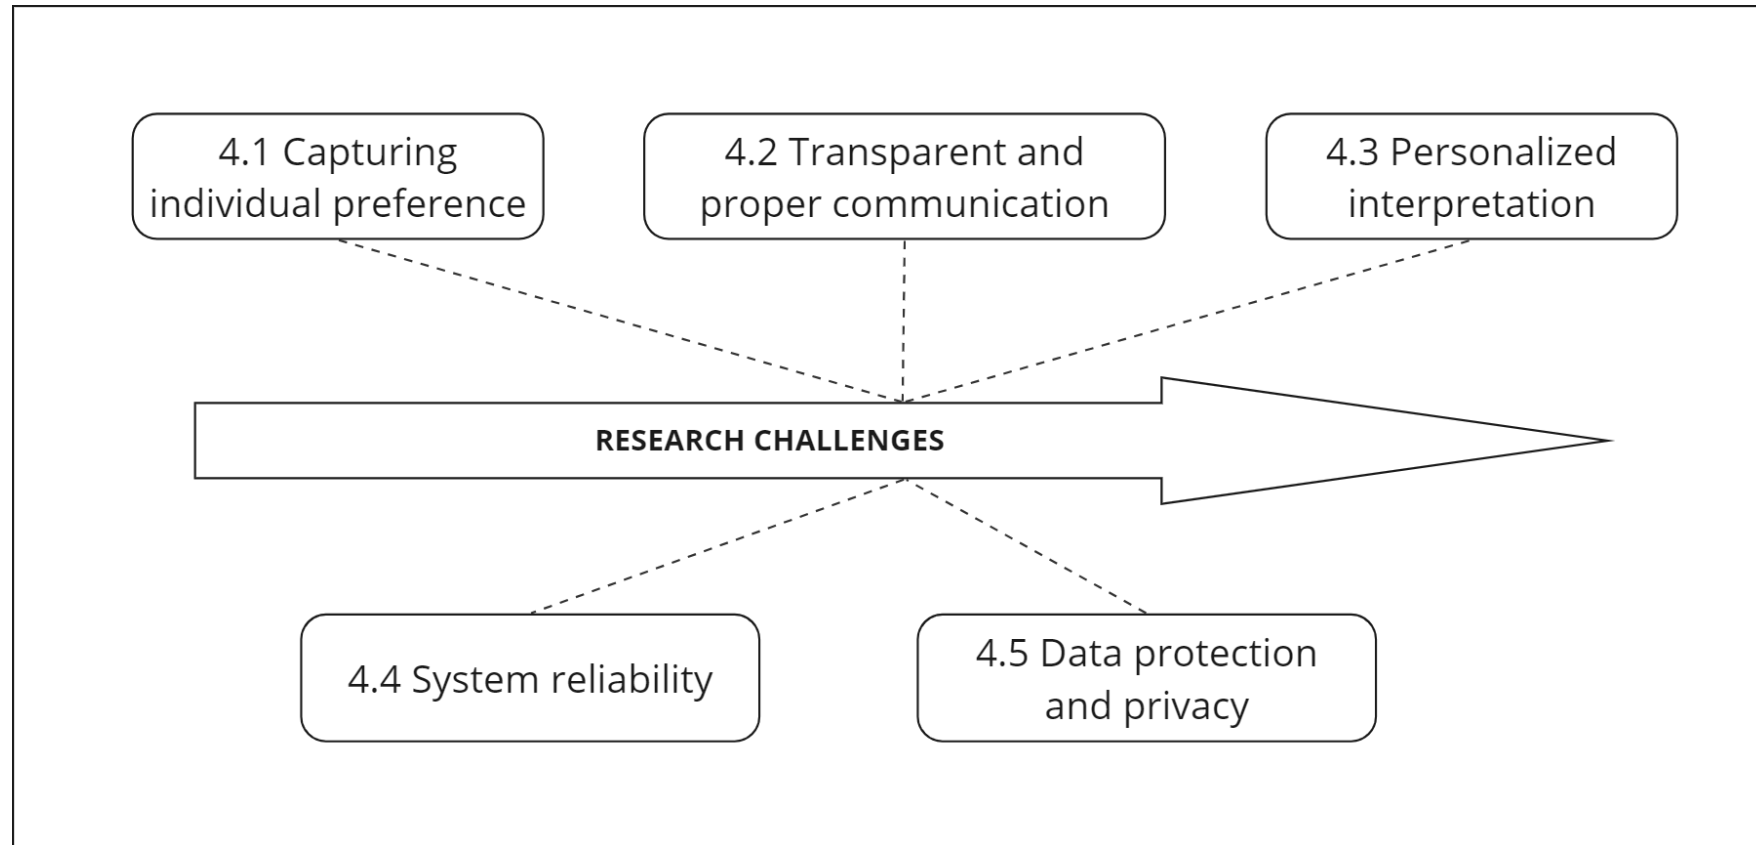 4.1 Capturing
individual preference
4.2 Transparent and
proper communication
4.3 Personalized
interpretation
RESEARCH CHALLENGES
4.4 System reliability
4.5 Data protection
and privacy